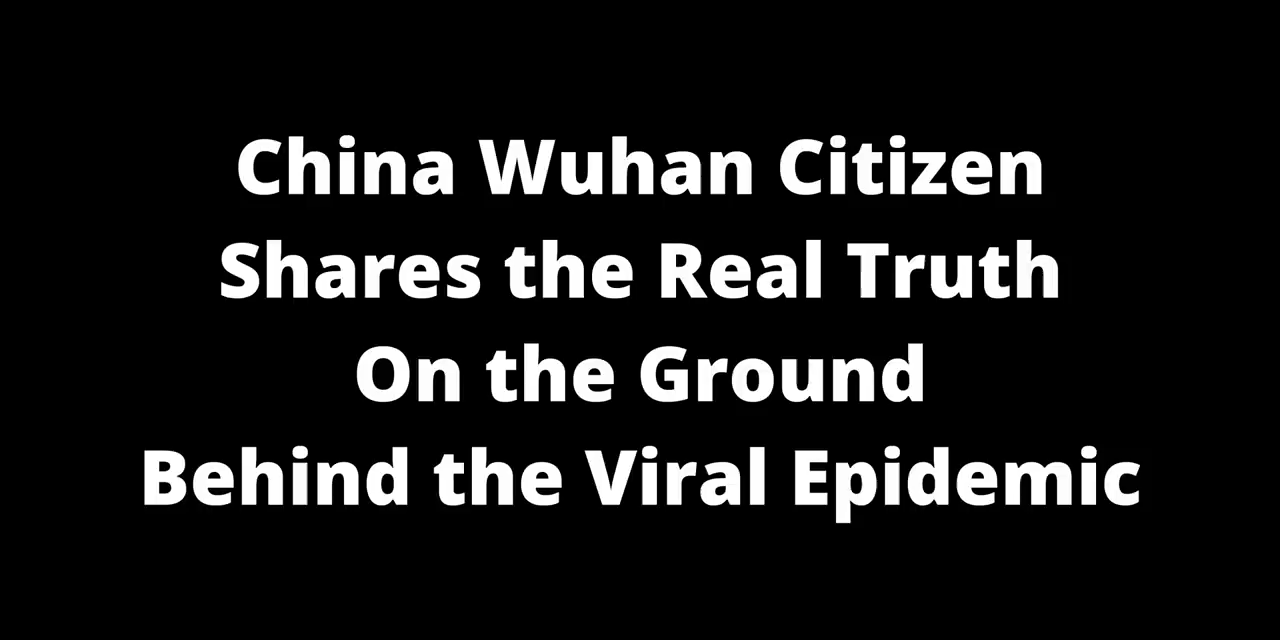 China Wuhan Citizen
Shares the Real Truth
On the Ground
Behind the Viral Epidemic